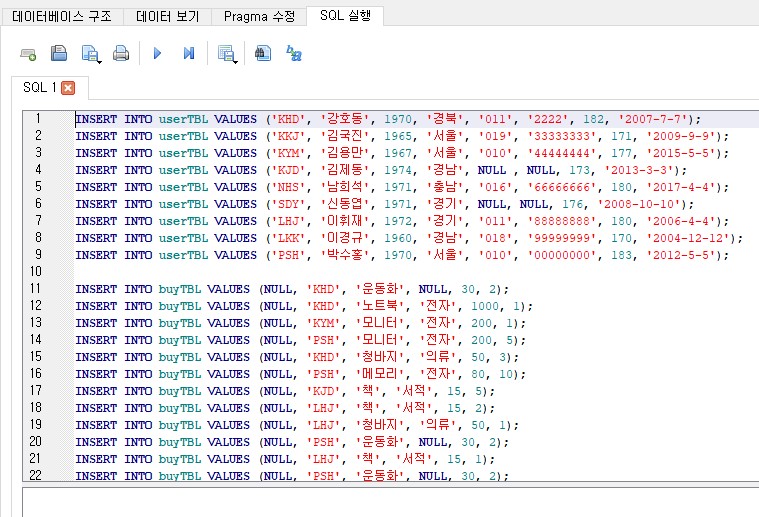 데이터베이스 구조 데이터 보기 Pragma 수정 SQL 실행
SQL 1
1 INSERT INTO userTBL VALUES ('KHD', '강호동', 1970, '경북', '011', '2222', 182, '2007-7-7');
2 INSERT INTO userTBL VALUES ('KKJ', '김국진', 1965, '서울', '019', '33333333', 171, '2009-9-9');
3 INSERT INTO userTBL VALUES ('KYM', '김용만', 1967, '서울', '010', '44444444', 177, '2015-5-5');
4 INSERT INTO userTBL VALUES ('KJD', '김제동', 1974, '경남', NULL , NULL, 173, '2013-3-3');
5 INSERT INTO userTBL VALUES ('NHS', '남희석', 1971, '충남', '016', '66666666', 180, '2017-4-4');
6 INSERT INTO userTBL VALUES ('SDY', '신동엽', 1971, '경기', NULL, NULL, 176, '2008-10-10');
7 INSERT INTO userTBL VALUES ('LHJ', '이휘재', 1972, '경기', '011', '88888888', 180, '2006-4-4');
8 INSERT INTO userTBL VALUES ('LKK', '이경규', 1960, '경남', '018', '99999999', 170, '2004-12-12');
9 INSERT INTO userTBL VALUES ('PSH', '박수홍', 1970, '서울', '010', '00000000', 183, '2012-5-5');
10
11 INSERT INTO buyTBL VALUES (NULL, 'KHD', '운동화', NULL, 30, 2);
12 INSERT INTO buyTBL VALUES (NULL, 'KHD', '노트북', '전자', 1000, 1);
13 INSERT INTO buyTBL VALUES (NULL, 'KYM', '모니터', '전자', 200, 1);
14 INSERT INTO buyTBL VALUES (NULL, 'PSH', '모니터', '전자', 200, 5);
15 INSERT INTO buyTBL VALUES (NULL, 'KHD', '청바지', '의류', 50, 3);
16 INSERT INTO buyTBL VALUES (NULL, 'PSH', '메모리', '전자', 80, 10);
17 INSERT INTO buyTBL VALUES (NULL, 'KJD', '책', '서적', 15, 5);
18 INSERT INTO buyTBL VALUES (NULL, 'LHJ', '책', '서적', 15, 2);
19 INSERT INTO buyTBL VALUES (NULL, 'LHJ', '청바지', '의류', 50, 1);
20 INSERT INTO buyTBL VALUES (NULL, 'PSH', '운동화', NULL, 30, 2);
21 INSERT INTO buyTBL VALUES (NULL, 'LHJ', '책', '서적', 15, 1);
22 INSERT INTO buyTBL VALUES (NULL, 'PSH', '운동화', NULL, 30, 2);